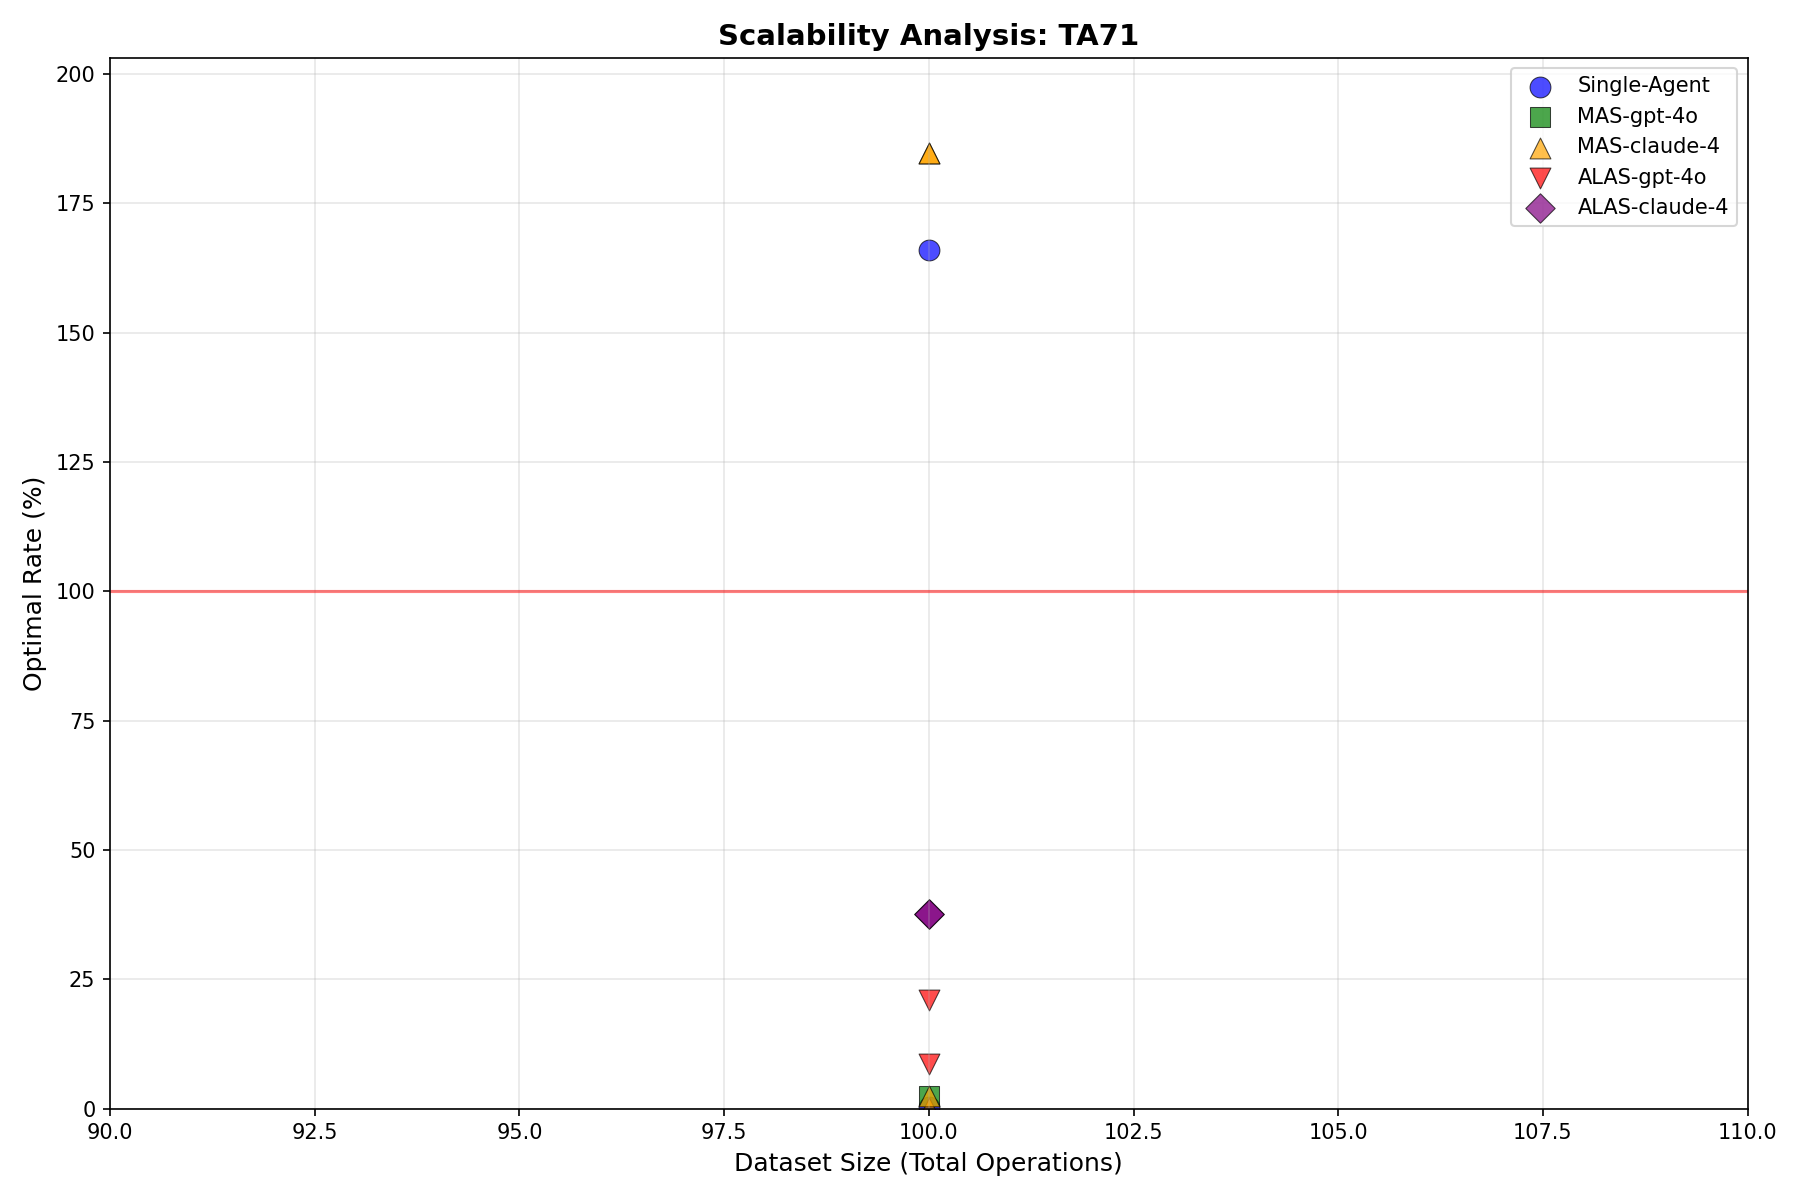 Scalability Analysis: TA71
200
175
150
125
100
75
50
25
0
Optimal Rate (%)
Single-Agent
MAS-gpt-4o
MAS-claude-4
ALAS-gpt-4o
ALAS-claude-4
90.0 92.5 95.0 97.5 100.0 102.5 105.0 107.5 110.0
Dataset Size (Total Operations)